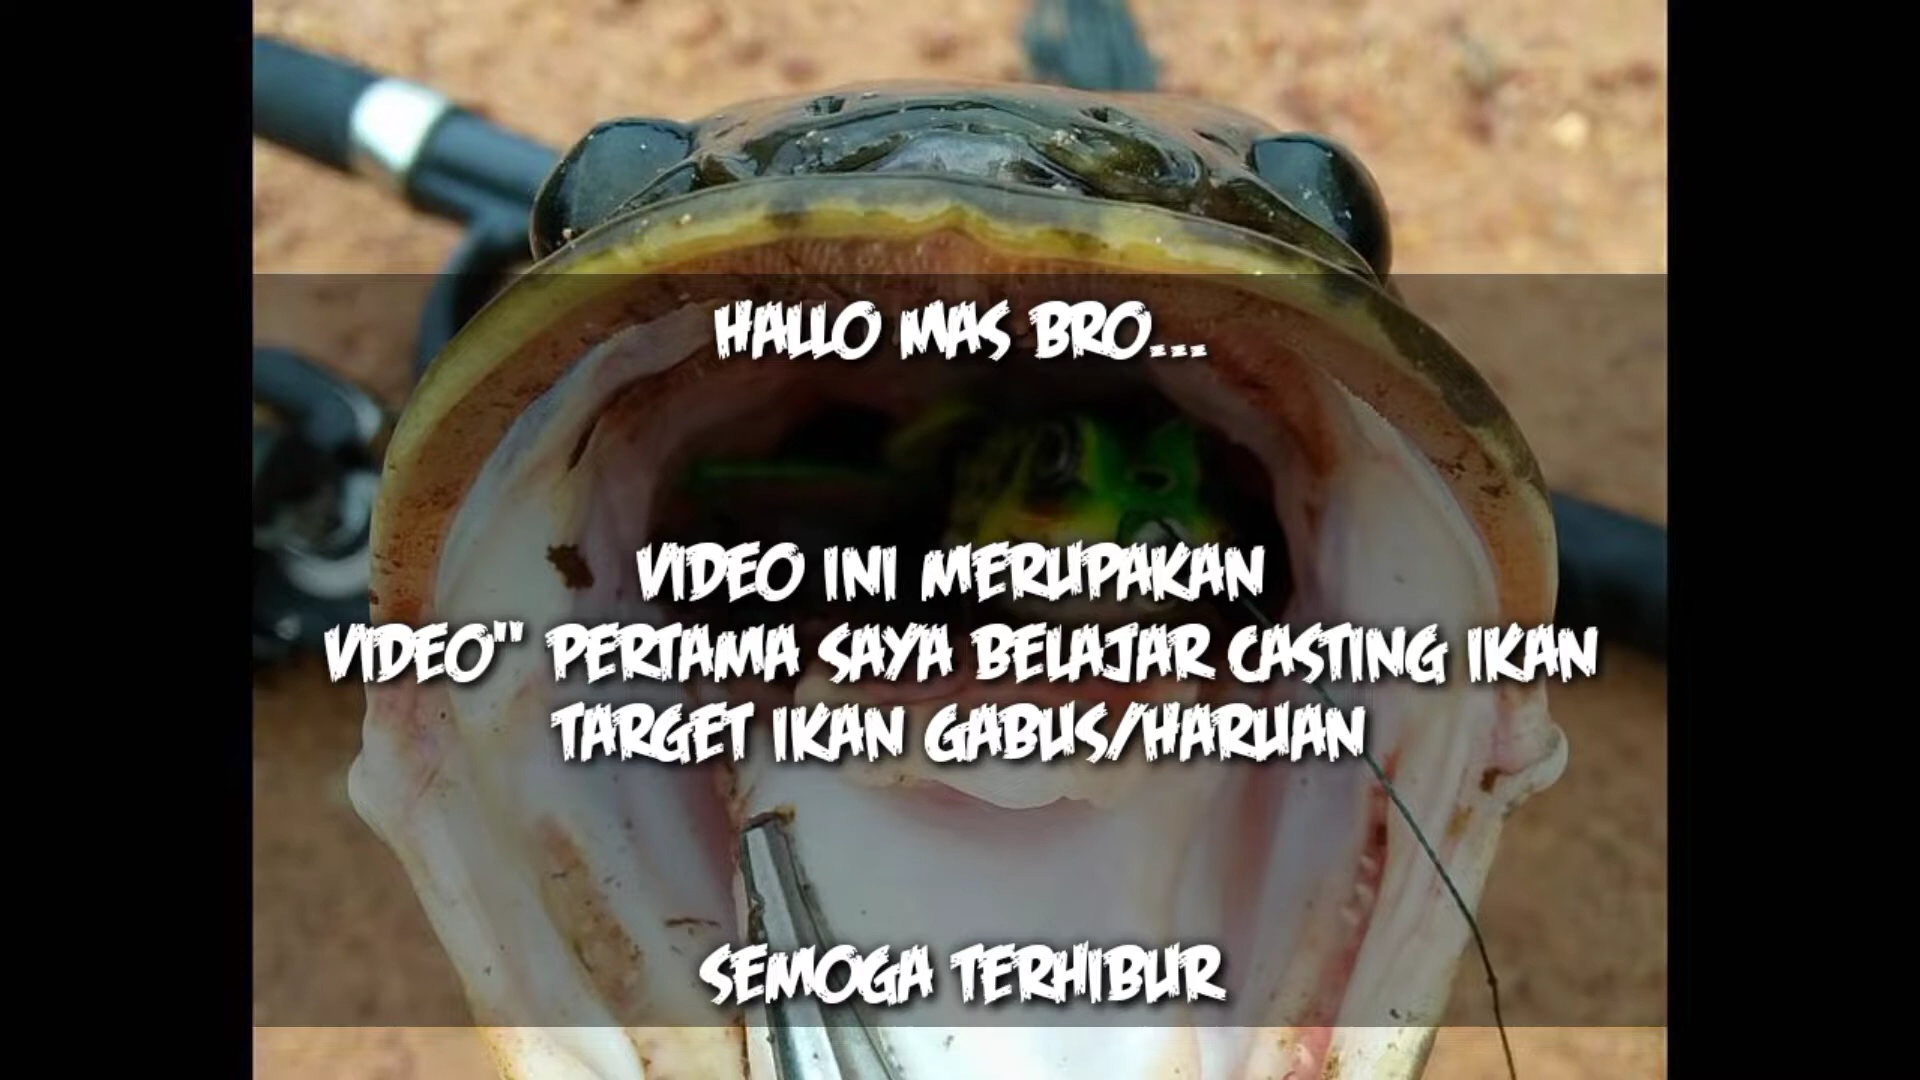 HALLO MAS BRO...
VIDEO INI MERUPAKAN
VIDEO" PERTAMA SAYA BELAJAR CASTING IKAN
TARGET IKAN GABUS/HARUAN
SEMOGA TERHIBUR